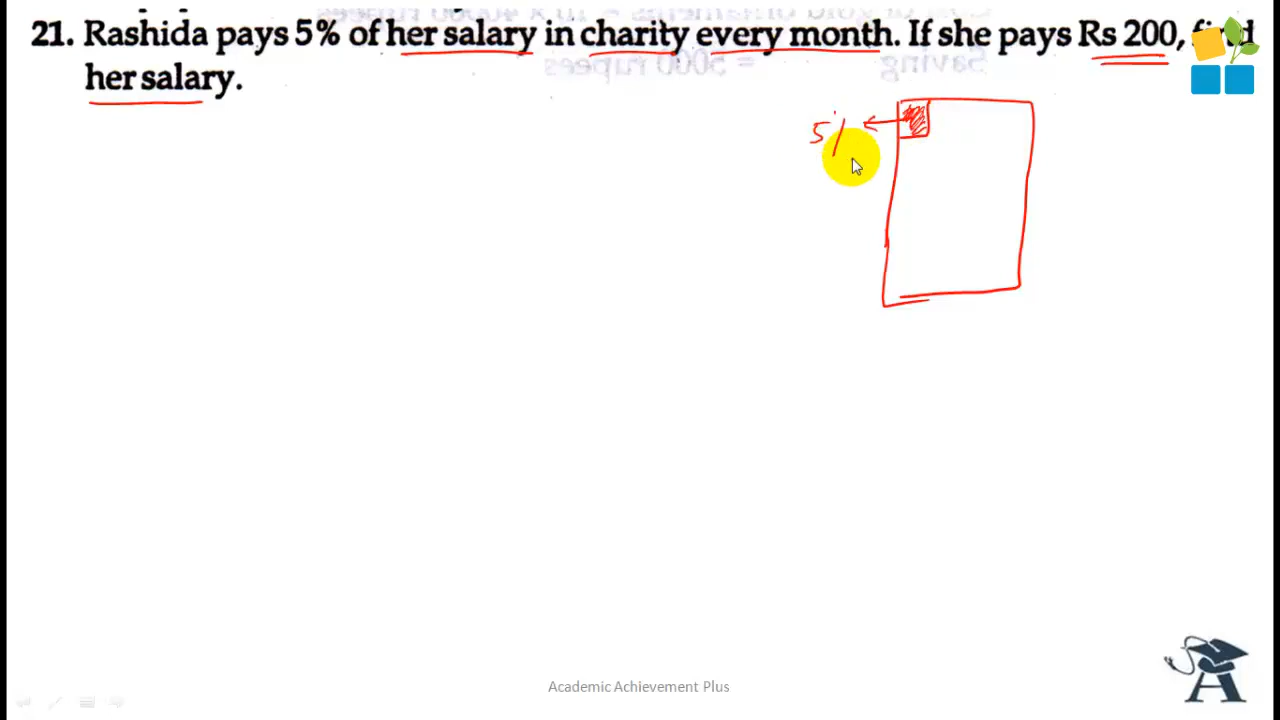 21. Rashida pays 5% of her salary in charity every month. If she pays Rs 200, find
her salary.
5%
Academic Achievement Plus